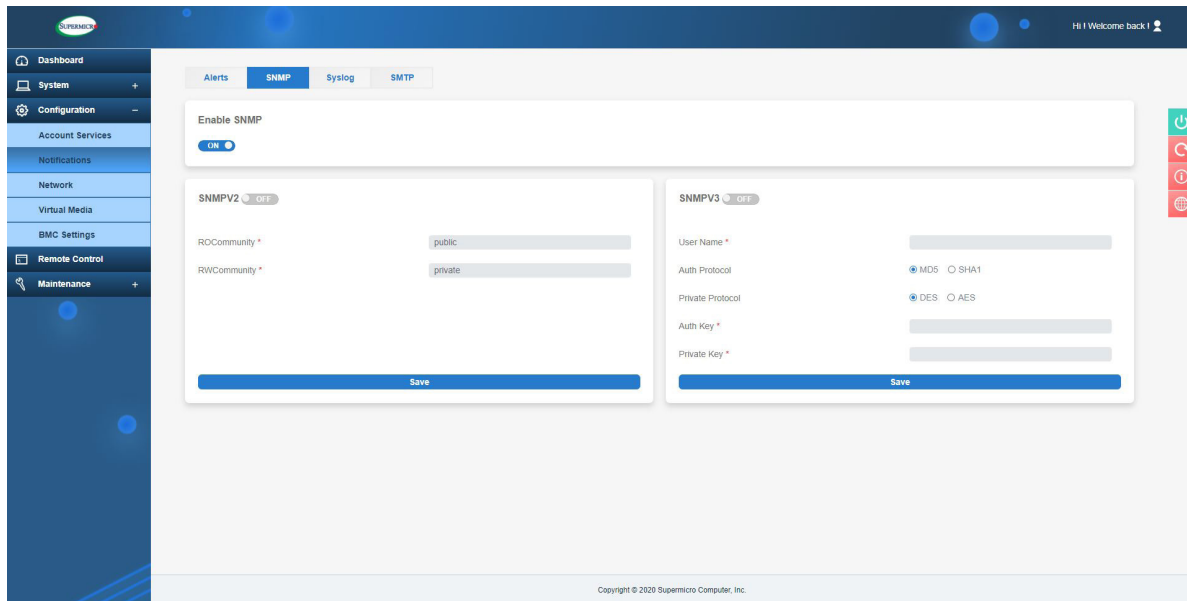 SUPERMICR
Hi ! Welcome back !
Dashboard
System +
Configuration −
Account Services
Notifications
Network
Virtual Media
BMC Settings
Remote Control
Maintenance +
Alerts SNMP Syslog SMTP
Enable SNMP
ON
SNMPV2 OFF
ROCommunity * public
RWCommunity * private
Save
SNMPV3 OFF
User Name *
Auth Protocol MD5 SHA1
Private Protocol DES AES
Auth Key *
Private Key *
Save
Copyright © 2020 Supermicro Computer, Inc.